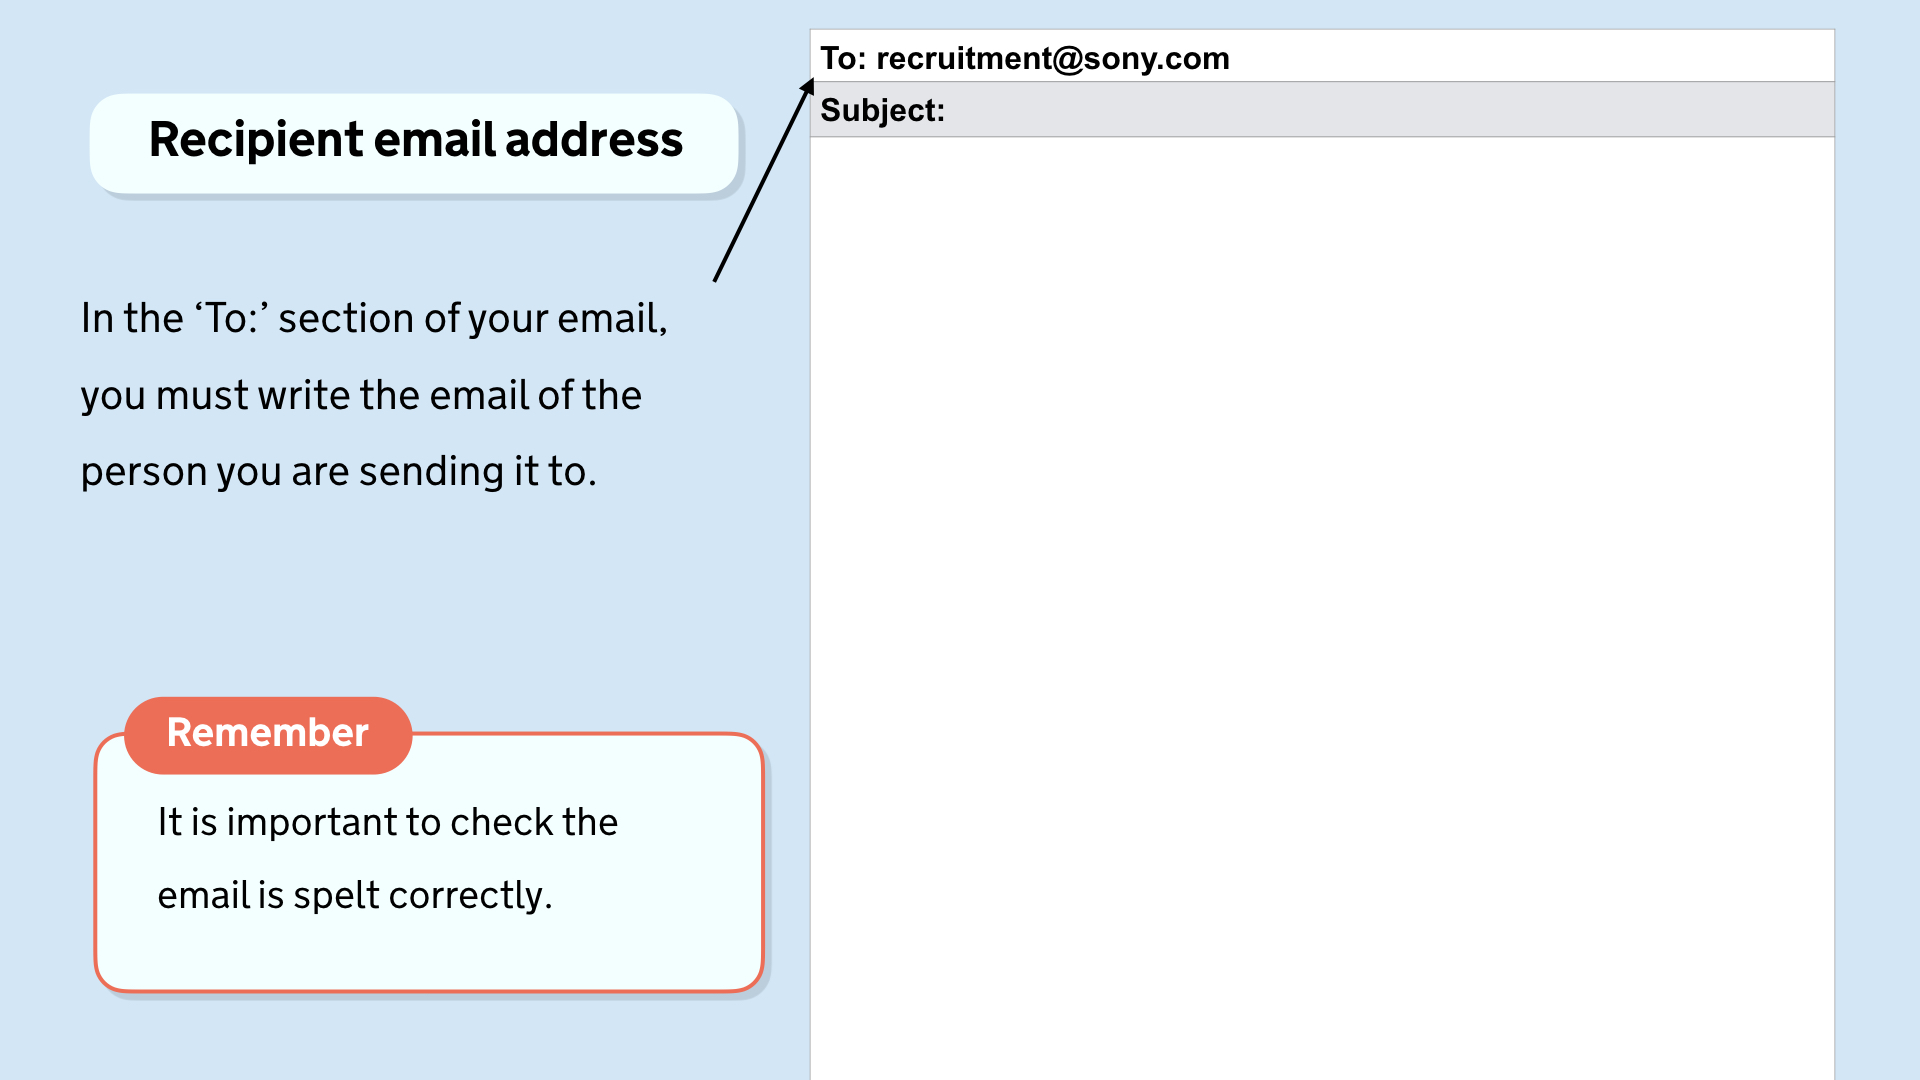 Recipient email address
In the ‘To:’ section of your email,
you must write the email of the
person you are sending it to.
Remember
It is important to check the
email is spelt correctly.
To: recruitment@sony.com
Subject: